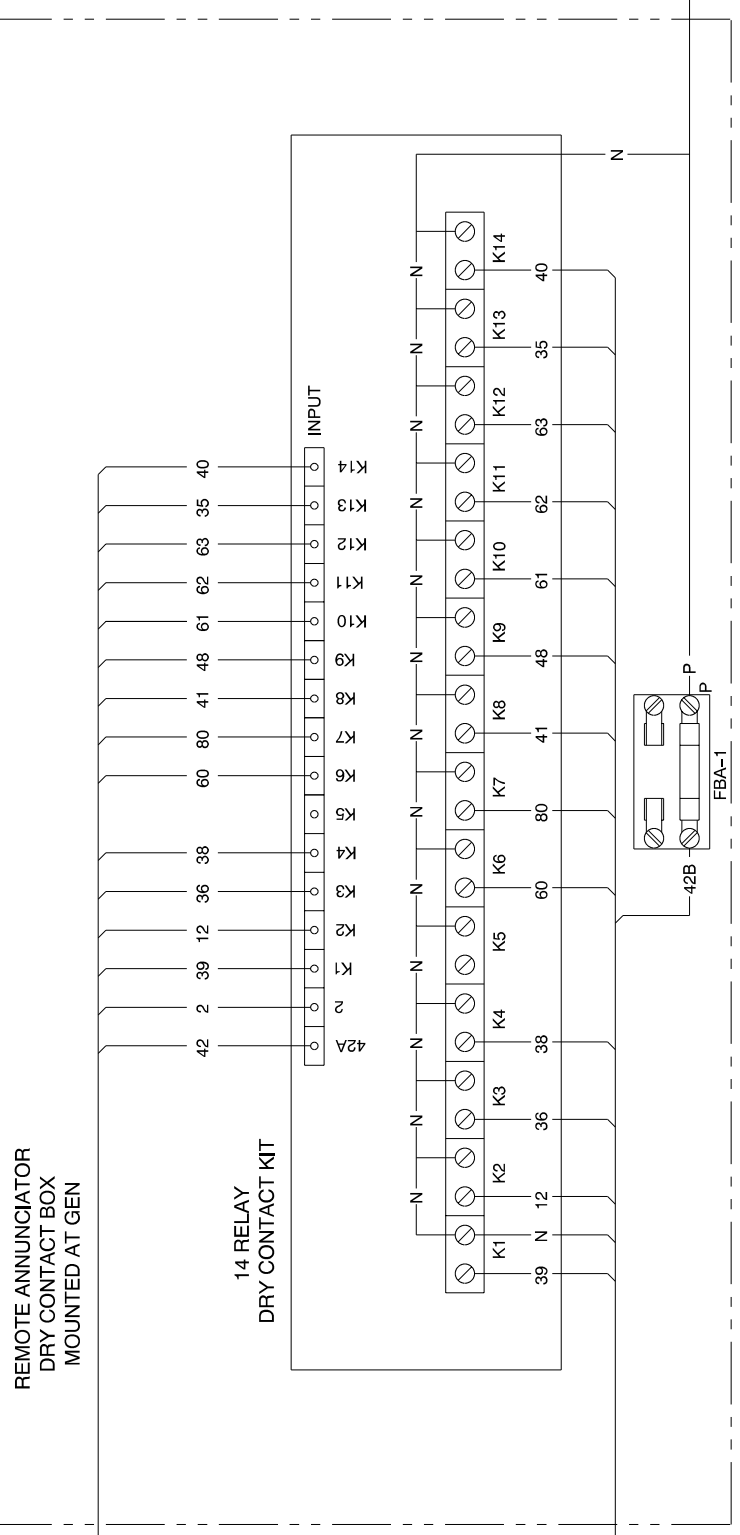 REMOTE ANNUNCIATOR
DRY CONTACT BOX
MOUNTED AT GEN
14 RELAY
DRY CONTACT KIT
INPUT
42 2 39 12 36 38 60 80 41 48 61 62 63 35 40
42A 2 K1 K2 K3 K4 K5 K6 K7 K8 K9 K10 K11 K12 K13 K14
N N N N N N N N N N N N N
K1 K2 K3 K4 K5 K6 K7 K8 K9 K10 K11 K12 K13 K14
39 N 12 36 38 60 80 41 48 61 62 63 35 40
N
42B P
P
FBA-1